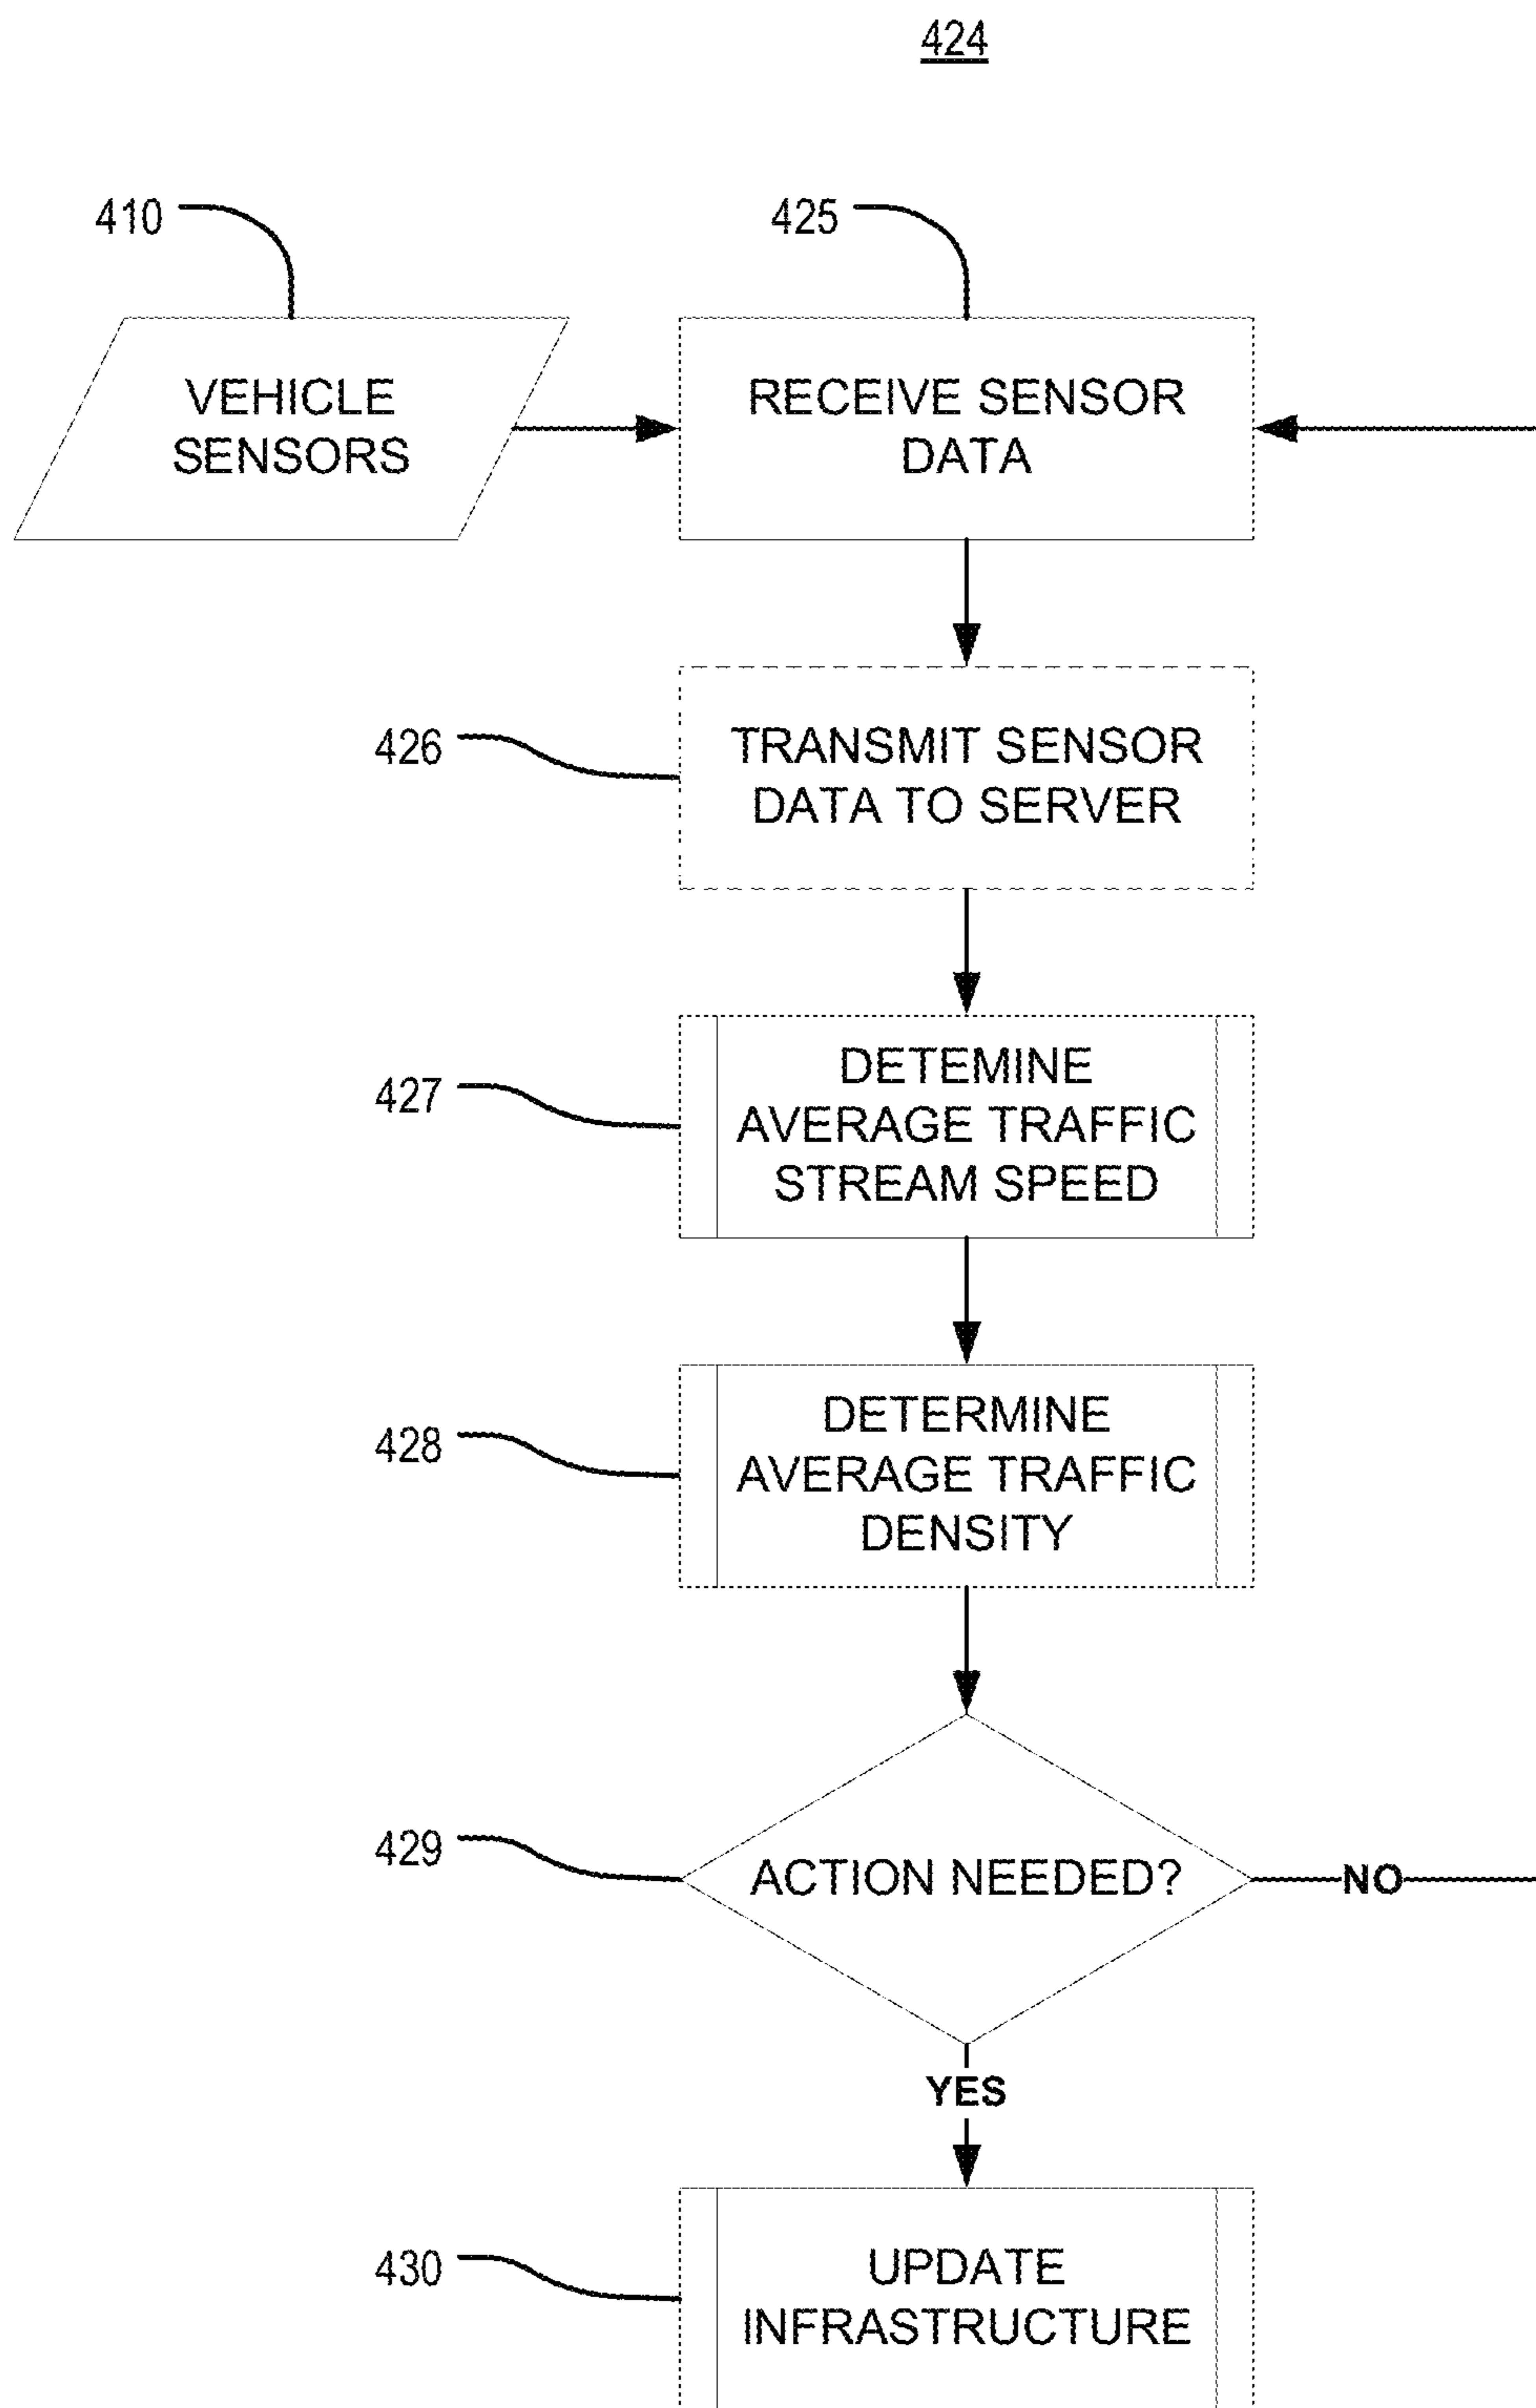 424
410
425
VEHICLE
SENSORS
RECEIVE SENSOR
DATA
426
TRANSMIT SENSOR
DATA TO SERVER
427
DETEMINE
AVERAGE TRAFFIC
STREAM SPEED
428
DETERMINE
AVERAGE TRAFFIC
DENSITY
429
ACTION NEEDED?
NO
YES
430
UPDATE
INFRASTRUCTURE